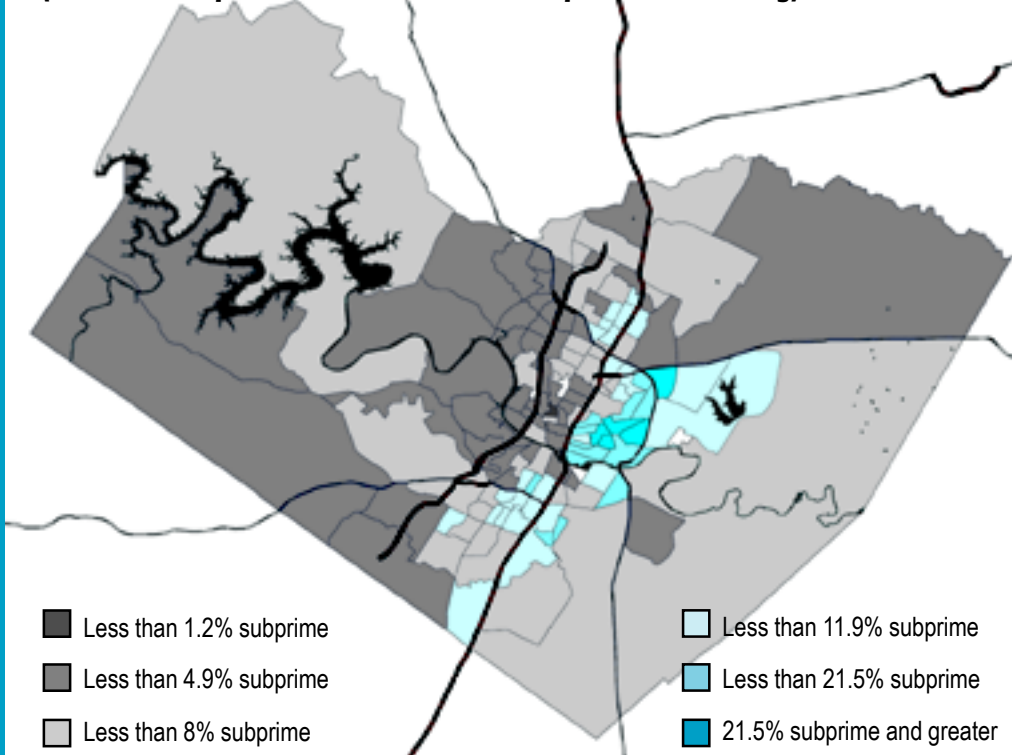 Less than 1.2% subprime
Less than 4.9% subprime
Less than 8% subprime
Less than 11.9% subprime
Less than 21.5% subprime
21.5% subprime and greater